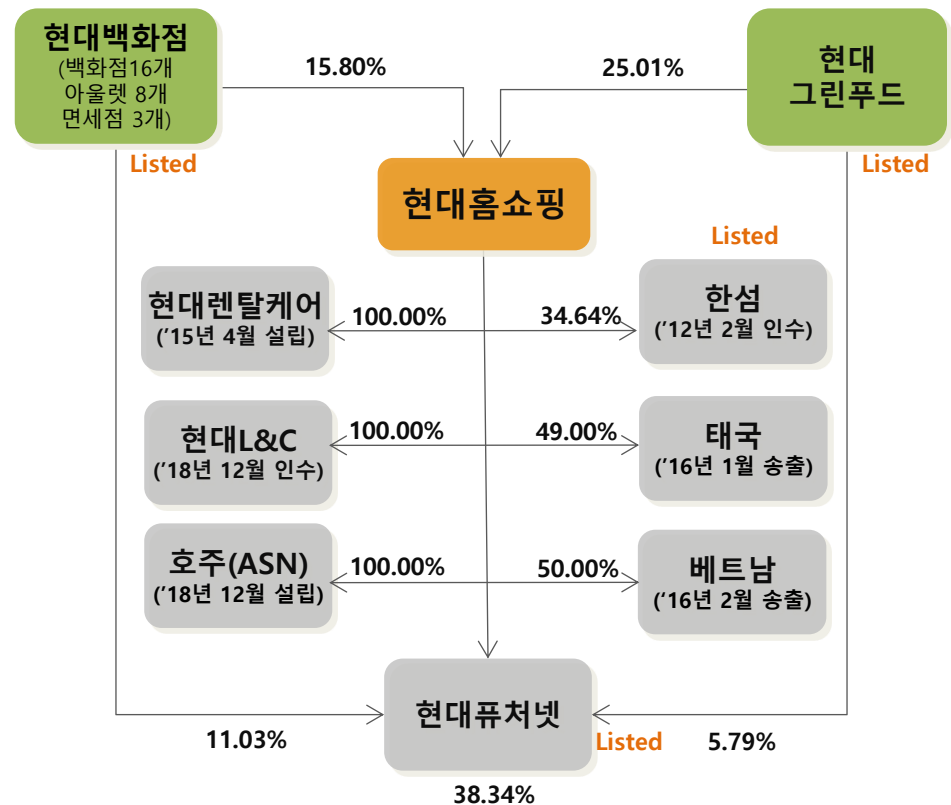 현대백화점
(백화점16개
아울렛 8개
면세점 3개)
15.80%
25.01%
현대
그린푸드
Listed
Listed
현대홈쇼핑
Listed
현대렌탈케어
(’15년 4월 설립)
100.00%
34.64%
한섬
(’12년 2월 인수)
현대L&C
(’18년 12월 인수)
100.00%
49.00%
태국
(’16년 1월 송출)
호주(ASN)
(’18년 12월 설립)
100.00%
50.00%
베트남
(‘16년 2월 송출)
현대퓨처넷
11.03%
Listed
5.79%
38.34%